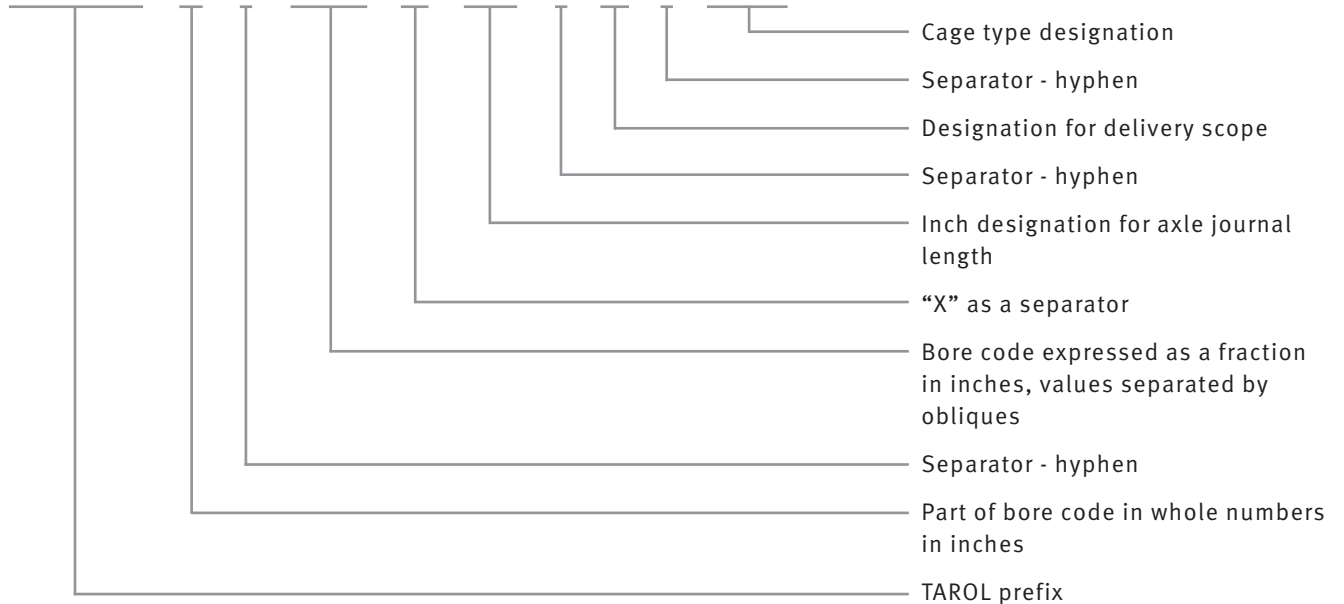 Cage type designation
Separator - hyphen
Designation for delivery scope
Separator - hyphen
Inch designation for axle journal
length
“X” as a separator
Bore code expressed as a fraction
in inches, values separated by
obliques
Separator - hyphen
Part of bore code in whole numbers
in inches
TAROL prefix